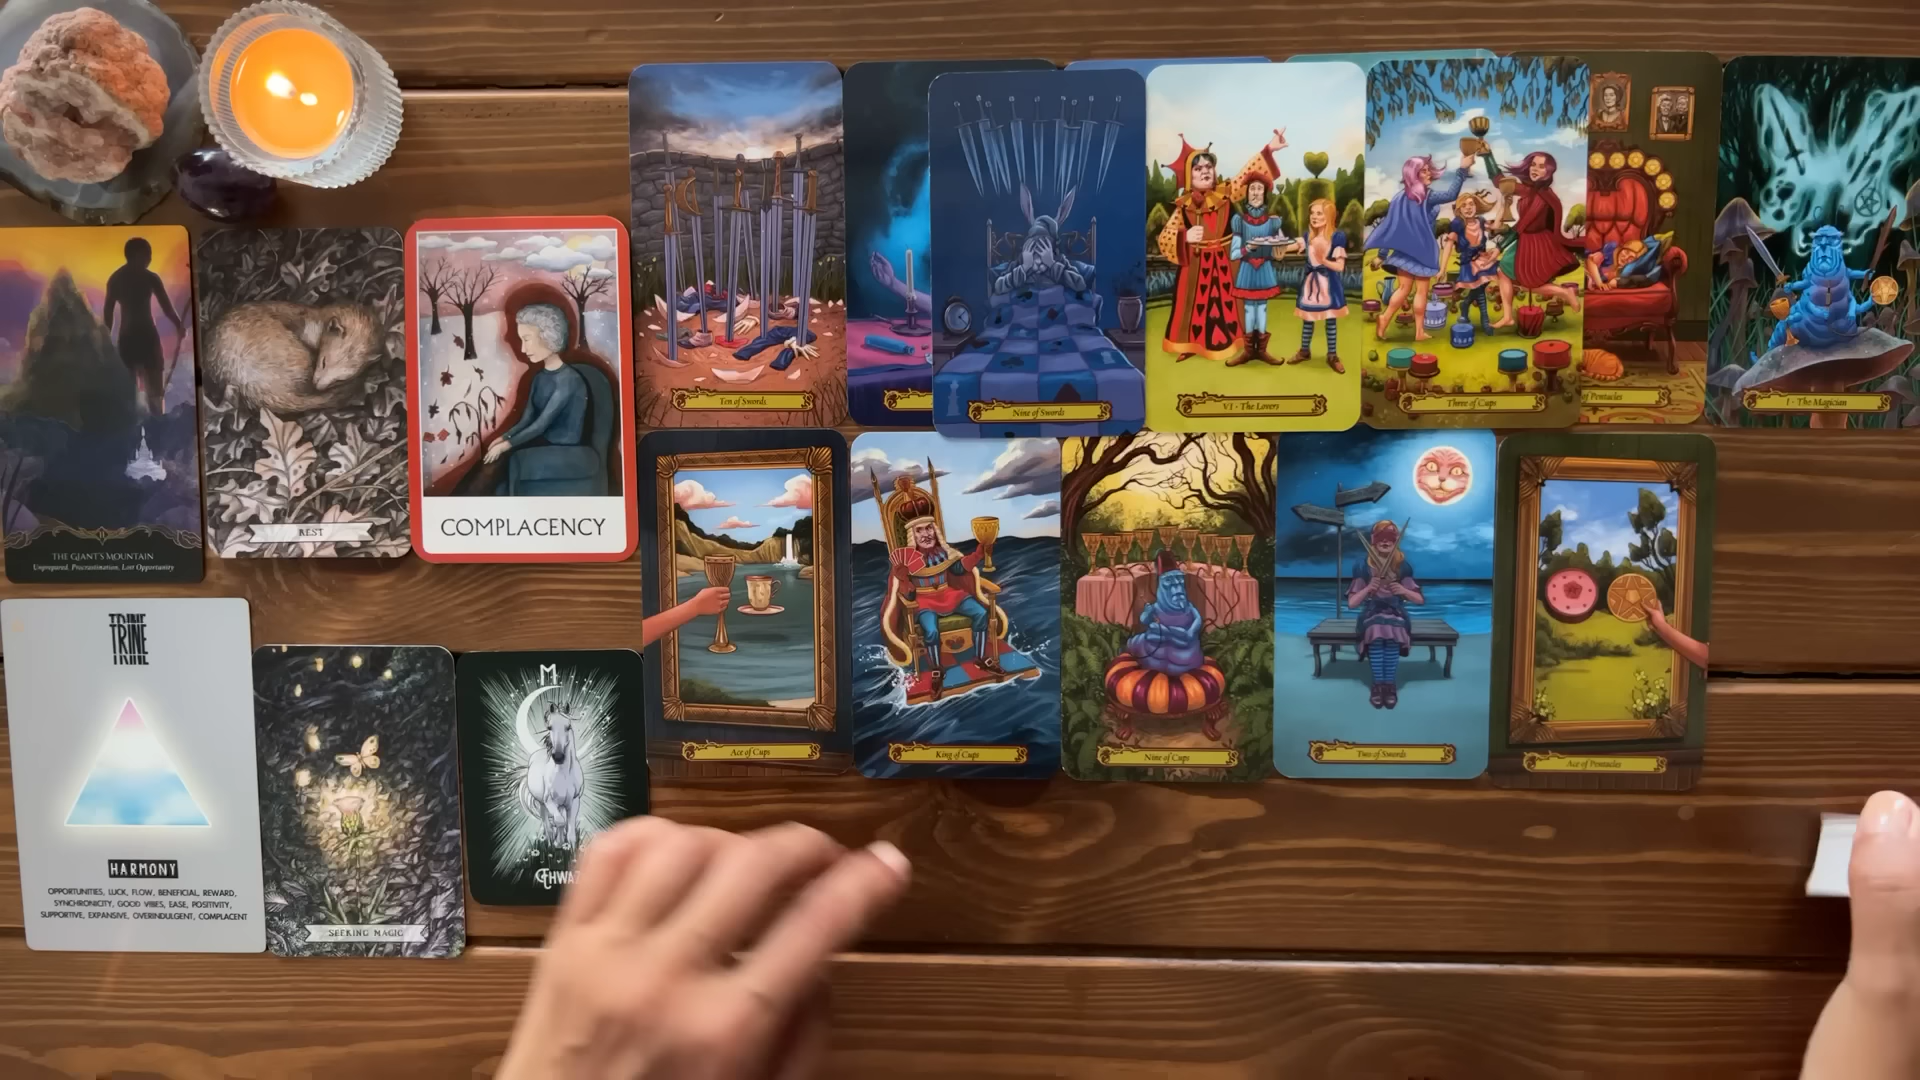 Ten of Swords
Nine of Swords
VI - The Lovers
Three of Cups
of Pentacles
I - The Magician
II
THE GIANT'S MOUNTAIN
Unprepared, Procrastination, Lost Opportunity
REST
COMPLACENCY
Ace of Cups
King of Cups
Nine of Cups
Two of Swords
Ace of Pentacles
TRINE
HARMONY
OPPORTUNITIES, LUCK, FLOW, BENEFICIAL, REWARD,
SYNCHRONICITY, GOOD VIBES, EASE, POSITIVITY,
SUPPORTIVE, EXPANSIVE, OVERINDULGENT, COMPLACENT
SEEKING MAGIC
M
EHWA